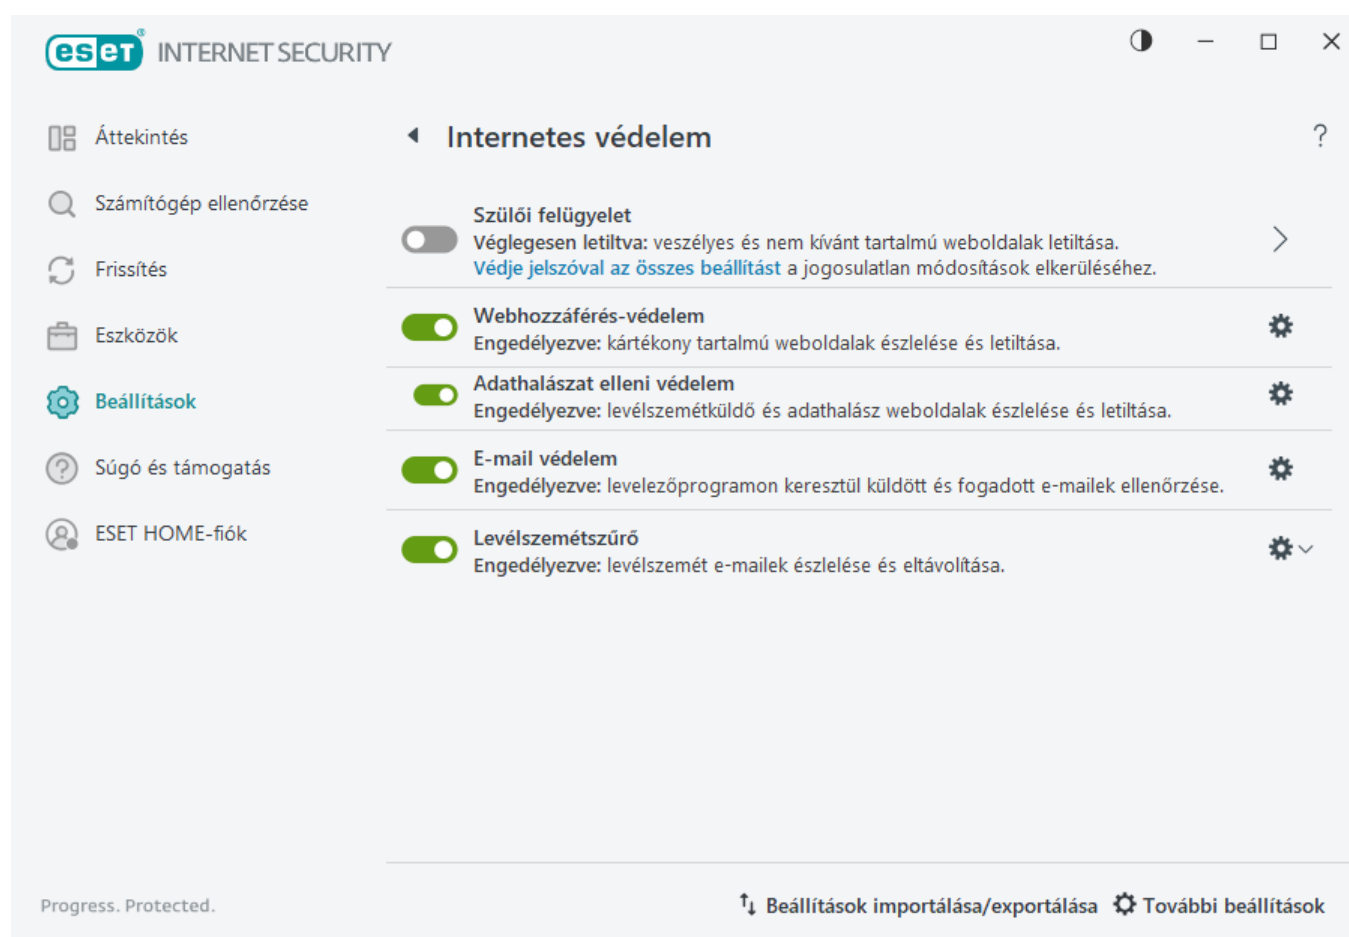 eset® INTERNET SECURITY
Áttekintés
Számítógép ellenőrzése
Frissítés
Eszközök
Beállítások
Súgó és támogatás
ESET HOME-fiók
Internetes védelem
?
Szülői felügyelet
Véglegesen letiltva: veszélyes és nem kívánt tartalmú weboldalak letiltása.
Védje jelszóval az összes beállítást a jogosulatlan módosítások elkerüléséhez.
Webhozzáférés-védelem
Engedélyezve: kártékony tartalmú weboldalak észlelése és letiltása.
Adathalászat elleni védelem
Engedélyezve: levélszemétküldő és adathalász weboldalak észlelése és letiltása.
E-mail védelem
Engedélyezve: levelezőprogramon keresztül küldött és fogadott e-mailek ellenőrzése.
Levélszemétszűrő
Engedélyezve: levélszemét e-mailek észlelése és eltávolítása.
Progress. Protected.
Beállítások importálása/exportálása
További beállítások